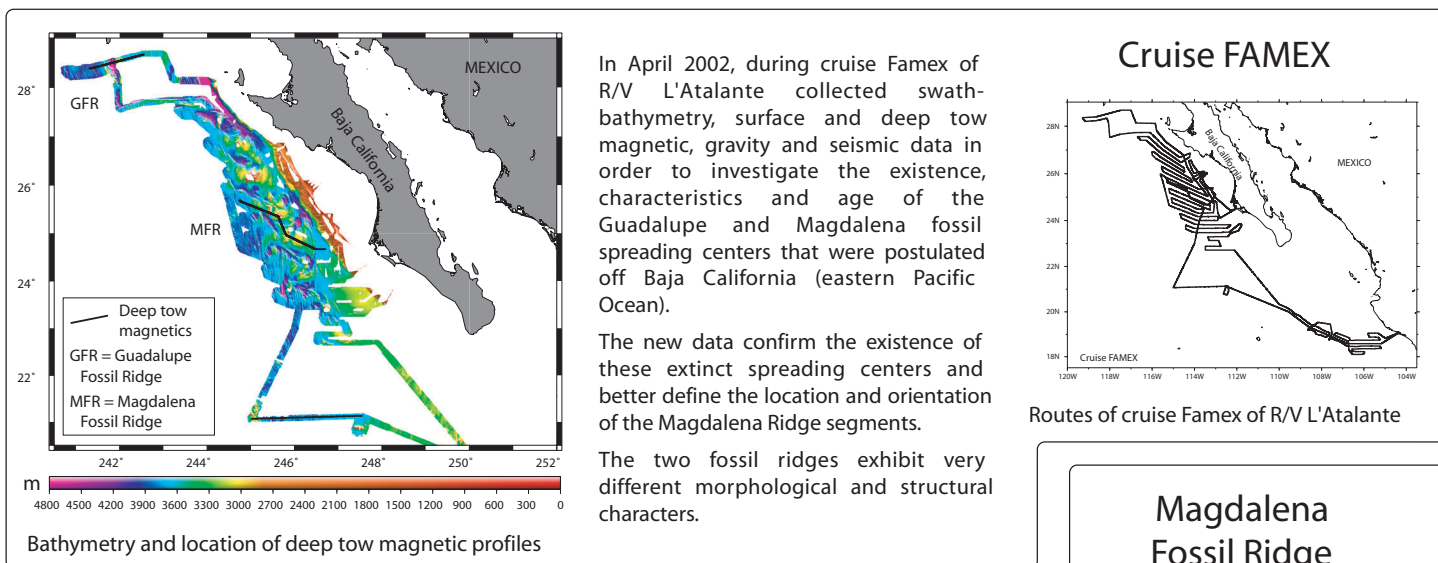 MEXICO
Baja California
28°
26°
24°
22°
GFR
MFR
Deep tow
magnetics
GFR = Guadalupe
Fossil Ridge
MFR = Magdalena
Fossil Ridge
242° 244° 246° 248° 250° 252°
m
4800 4500 4200 3900 3600 3300 3000 2700 2400 2100 1800 1500 1200 900 600 300 0
Bathymetry and location of deep tow magnetic profiles
In April 2002, during cruise Famex of
R/V L'Atalante collected swath-
bathymetry, surface and deep tow
magnetic, gravity and seismic data in
order to investigate the existence,
characteristics and age of the
Guadalupe and Magdalena fossil
spreading centers that were postulated
off Baja California (eastern Pacific
Ocean).
The new data confirm the existence of
these extinct spreading centers and
better define the location and orientation
of the Magdalena Ridge segments.
The two fossil ridges exhibit very
different morphological and structural
characters.
Cruise FAMEX
28N
26N
24N
22N
20N
18N
Baja
California
MEXICO
Cruise FAMEX
120W 118W 116W 114W 112W 110W 108W 106W 104W
Routes of cruise Famex of R/V L'Atalante
Magdalena
Fossil Ridge